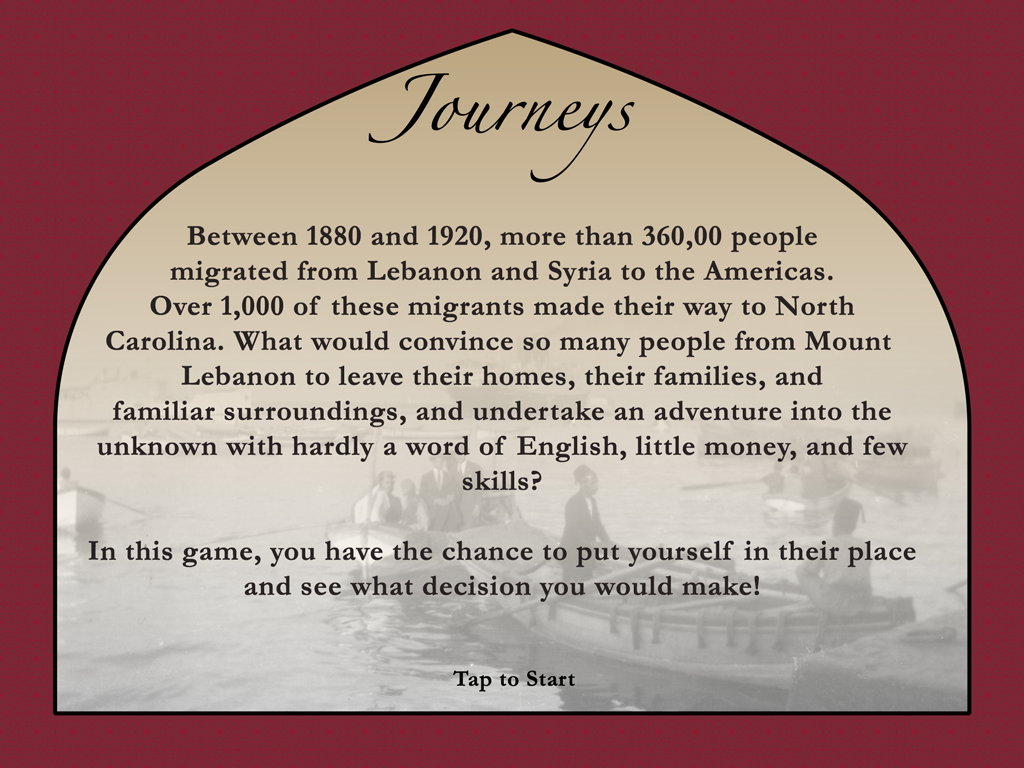 Journeys
Between 1880 and 1920, more than 360,00 people
migrated from Lebanon and Syria to the Americas.
Over 1,000 of these migrants made their way to North
Carolina. What would convince so many people from Mount
Lebanon to leave their homes, their families, and
familiar surroundings, and undertake an adventure into the
unknown with hardly a word of English, little money, and few
skills?
In this game, you have the chance to put yourself in their place
and see what decision you would make!
Tap to Start